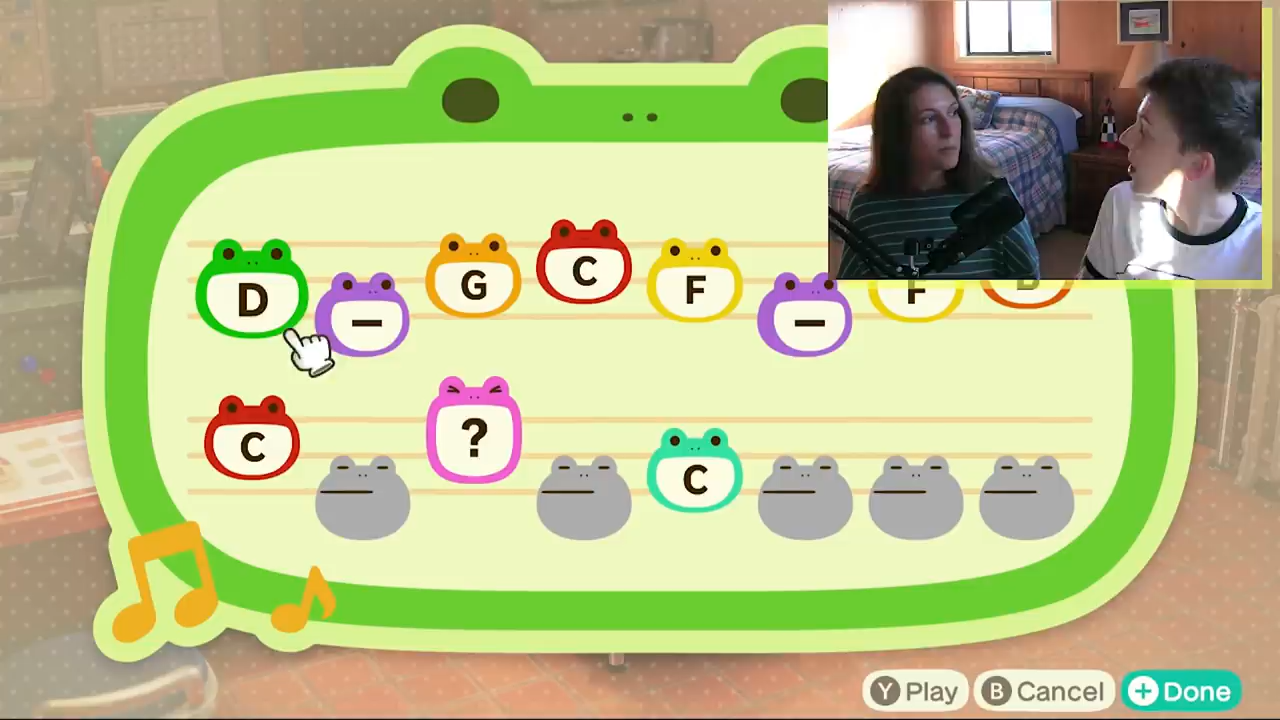 D – G C F – F
C ? C
Y Play B Cancel + Done